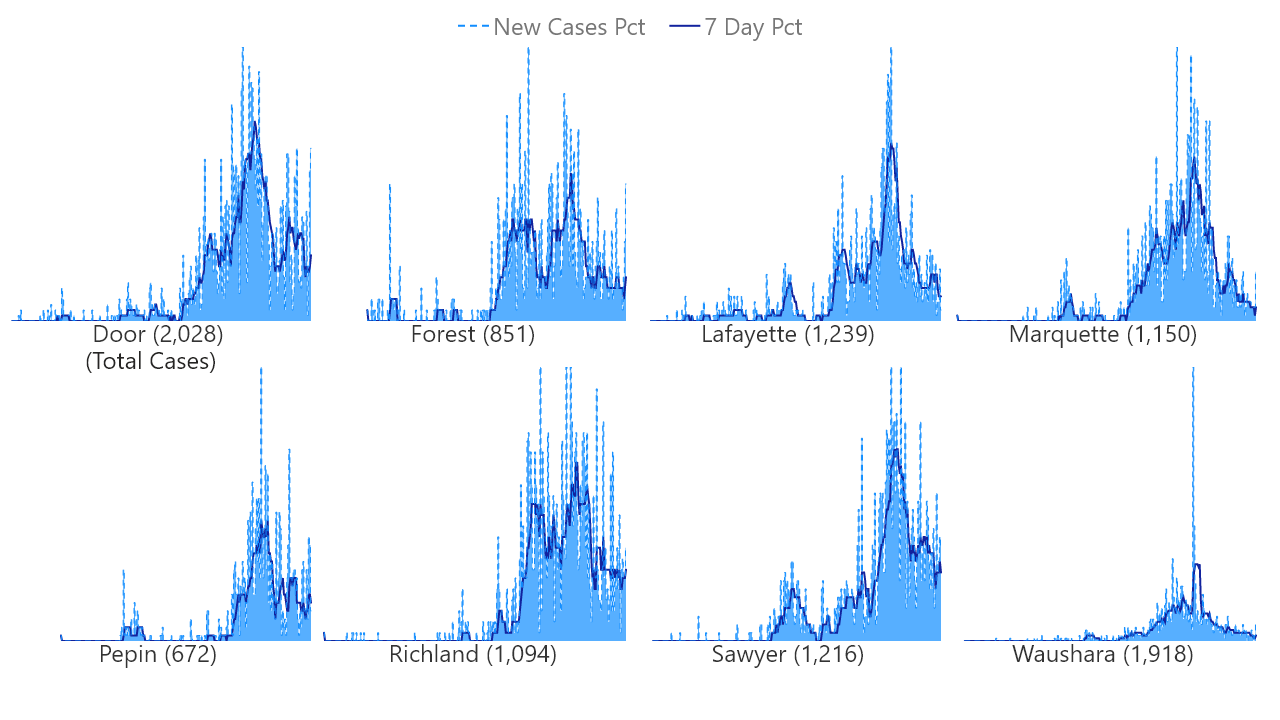 New Cases Pct 7 Day Pct
Door (2,028) Forest (851) Lafayette (1,239) Marquette (1,150)
(Total Cases)
Pepin (672) Richland (1,094) Sawyer (1,216) Waushara (1,918)